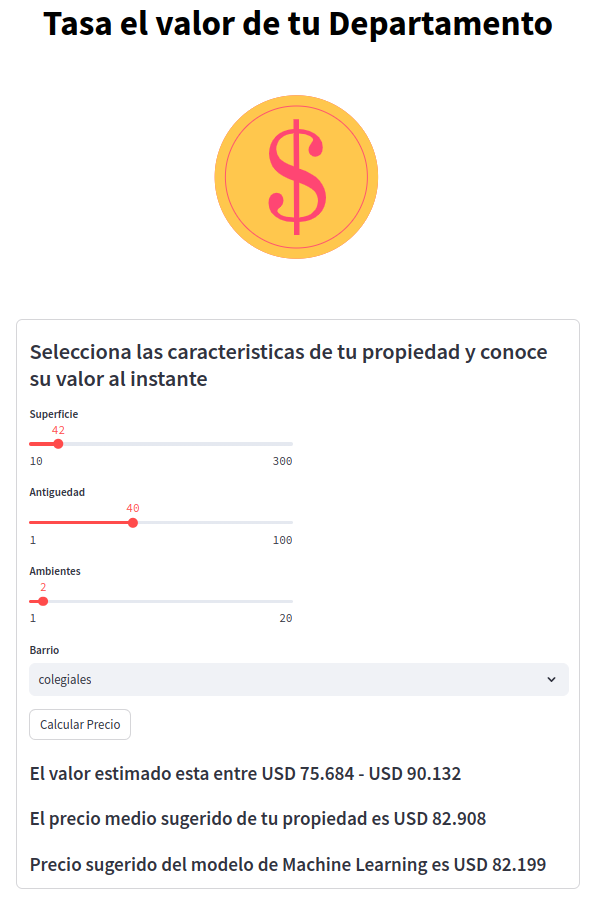 Tasa el valor de tu Departamento
$
Selecciona las caracteristicas de tu propiedad y conoce
su valor al instante
Superficie
42
10 300
Antiguedad
40
1 100
Ambientes
2
1 20
Barrio
colegiales
Calcular Precio
El valor estimado esta entre USD 75.684 - USD 90.132
El precio medio sugerido de tu propiedad es USD 82.908
Precio sugerido del modelo de Machine Learning es USD 82.199